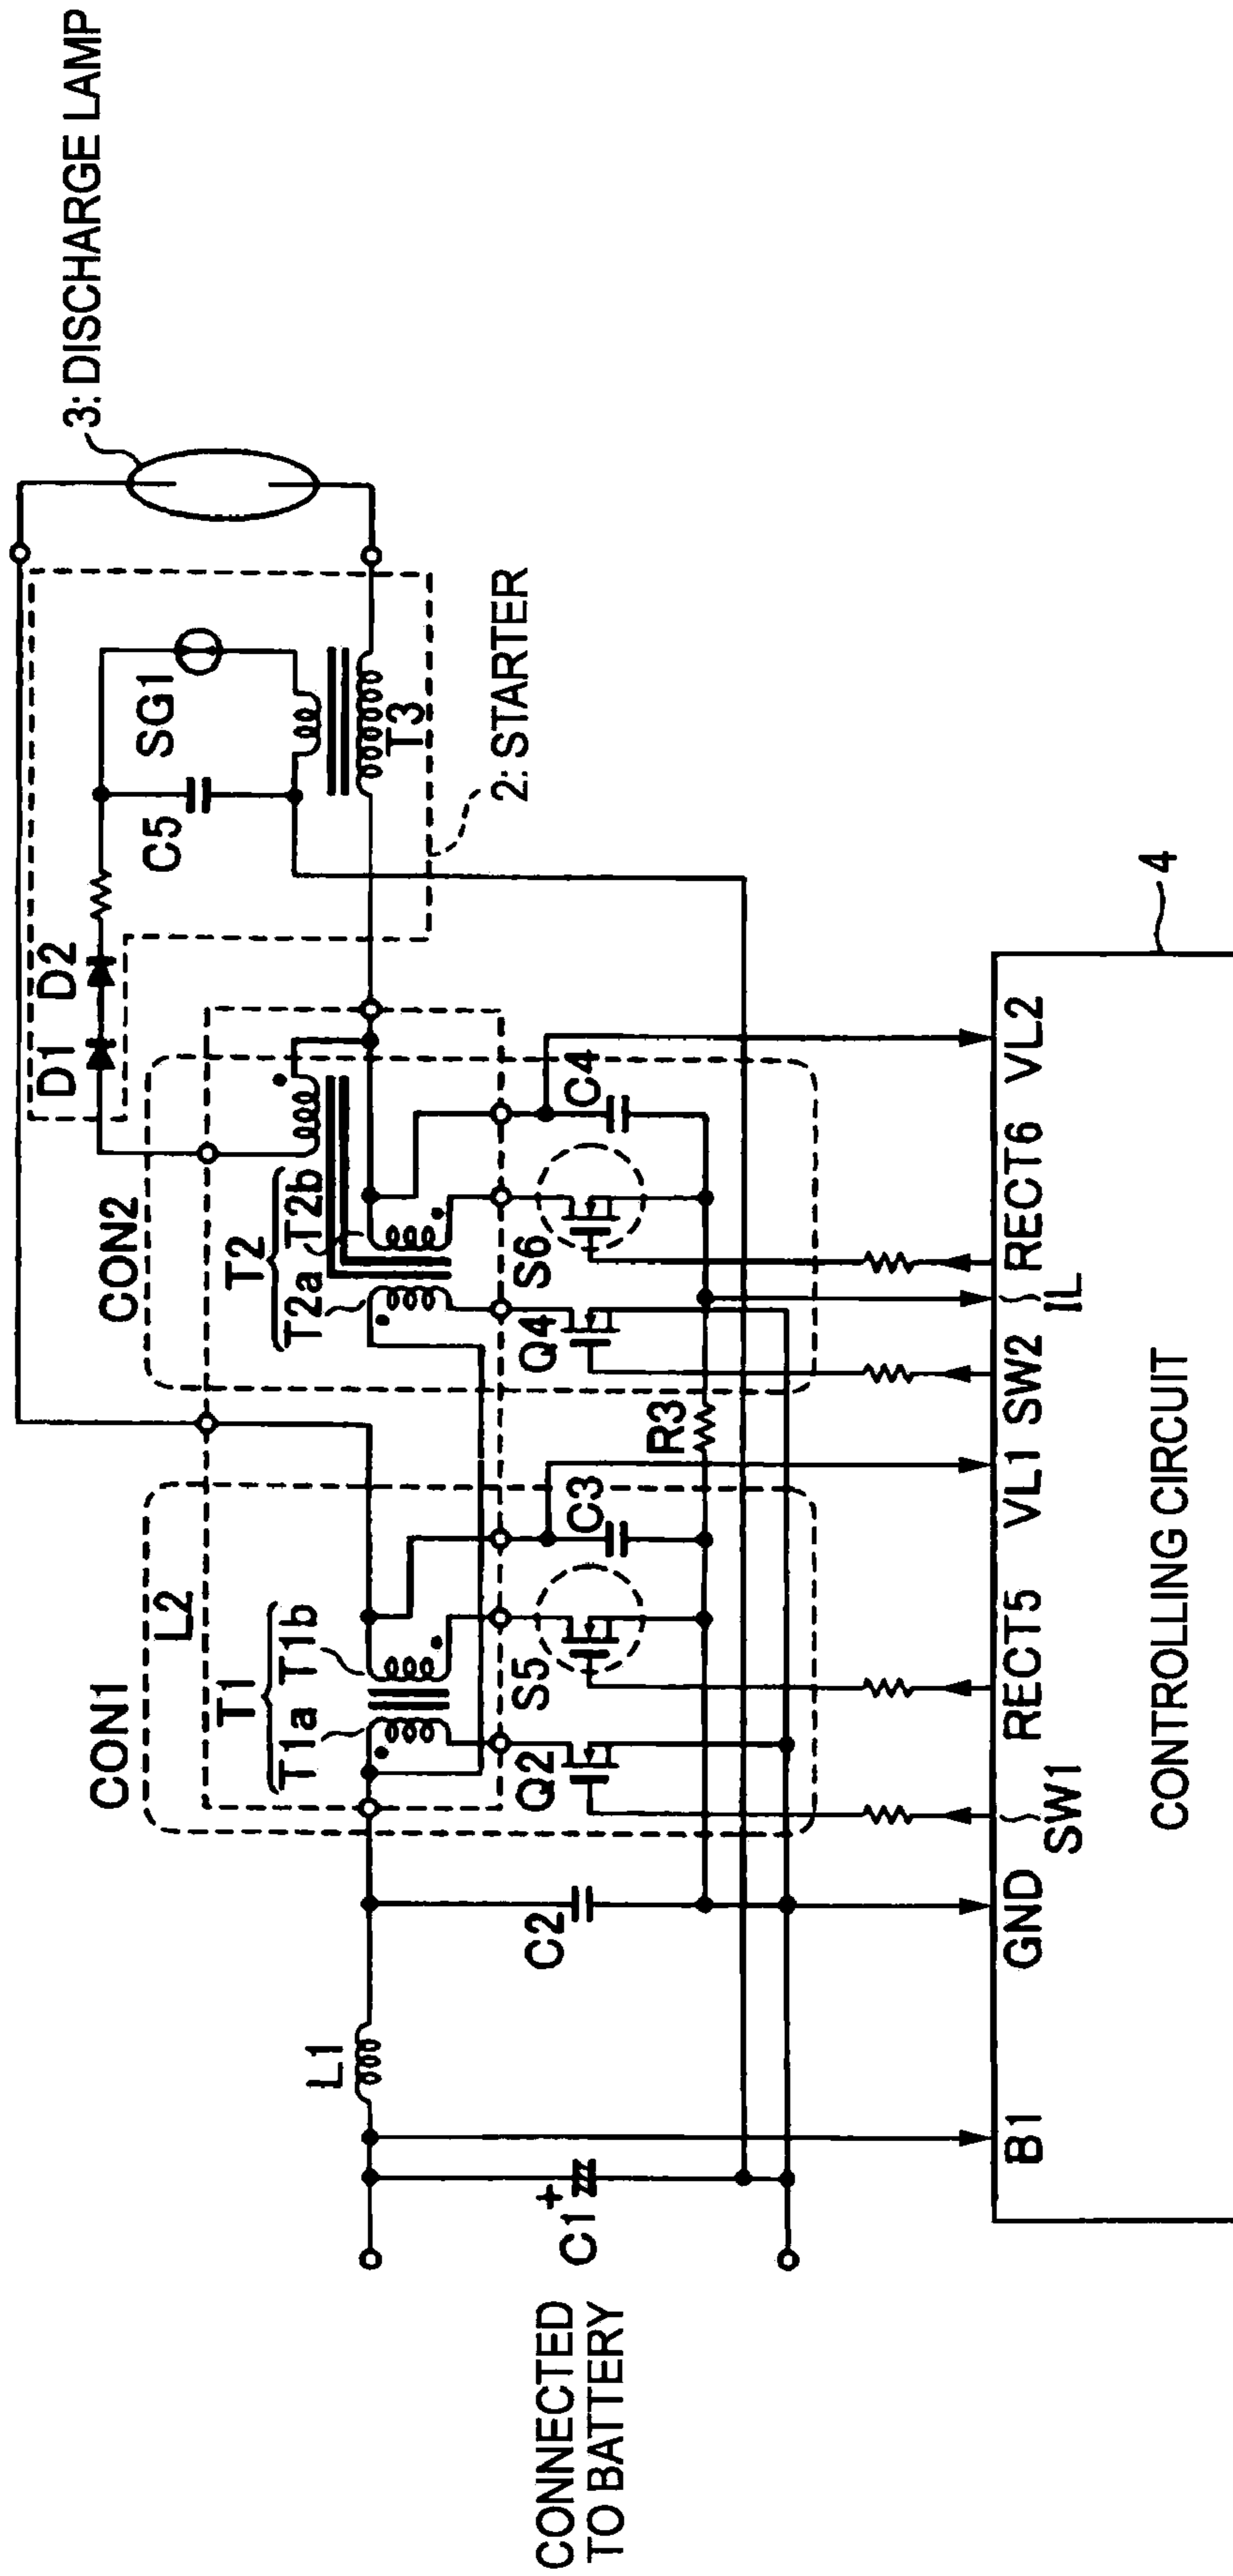 3: DISCHARGE LAMP
D1
D2
C5
SG1
T3
2: STARTER
CON1
CON2
L2
T1
T1a
T1b
T2
T2a
T2b
L1
C1
+
C2
Q2
S5
C3
R3
Q4
S6
C4
CONNECTED
TO BATTERY
4
B1
GND
SW1
RECT5
VL1
SW2
IL
RECT6
VL2
CONTROLLING CIRCUIT